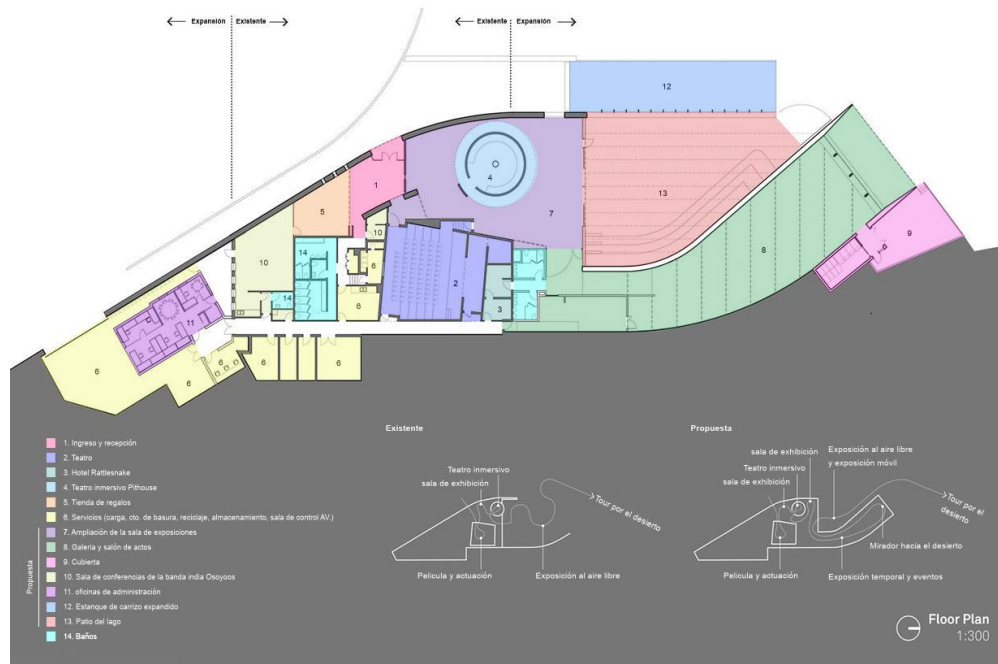 Expansión Existente
Existente Expansión
12
1
4
5
7
13
10
14
6
10
2
8
9
14
6
3
11
6
6
6
6
6
6
1. Ingreso y recepción
2. Teatro
3. Hotel Rattlesnake
4. Teatro inmersivo Pithouse
5. Tienda de regalos
6. Servicios (carga, cto. de basura, reciclaje, almacenamiento, sala de control AV.)
7. Ampliación de la sala de exposiciones
8. Galeria y salón de actos
9. Cubierta
10. Sala de conferencias de la banda india Osoyoos
11. oficinas de administración
12. Estanque de carrizo expandido
13. Patio del lago
14. Baños
Propuesta
Existente
Teatro inmersivo
sala de exhibición
Tour por el desierto
Pelicula y actuación
Exposición al aire libre
Propuesta
sala de exhibición
Teatro inmersivo
sala de exhibición
Exposición al aire libre
y exposición móvil
Tour por el
desierto
Mirador hacia el desierto
Pelicula y actuación
Exposición temporal y eventos
Floor Plan
1:300